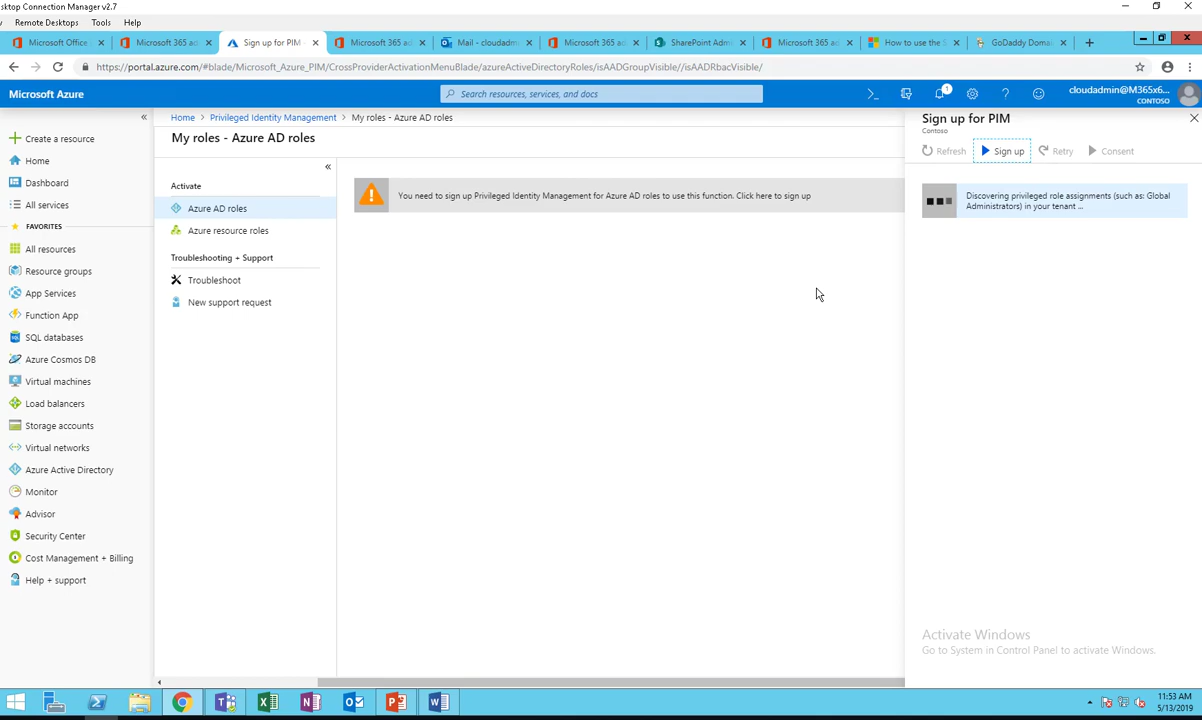 sktop Connection Manager v2.7
Remote Desktops Tools Help
Microsoft Office
Microsoft 365 ad
Sign up for PIM -
Microsoft 365 ad
Mail - cloudadmi
Microsoft 365 ad
SharePoint Admi
Microsoft 365 ad
How to use the S
GoDaddy Domai
https://portal.azure.com/#blade/Microsoft_Azure_PIM/CrossProviderActivationMenuBlade/azureActiveDirectoryRoles/isAADGroupVisible//isAADRbacVisible/
Microsoft Azure
Search resources, services, and docs
1
cloudadmin@M365x6...
CONTOSO
Create a resource
Home
Dashboard
All services
FAVORITES
All resources
Resource groups
App Services
Function App
SQL databases
Azure Cosmos DB
Virtual machines
Load balancers
Storage accounts
Virtual networks
Azure Active Directory
Monitor
Advisor
Security Center
Cost Management + Billing
Help + support
Home > Privileged Identity Management > My roles - Azure AD roles
My roles - Azure AD roles
Activate
Azure AD roles
Azure resource roles
Troubleshooting + Support
Troubleshoot
New support request
You need to sign up Privileged Identity Management for Azure AD roles to use this function. Click here to sign up
Sign up for PIM
Contoso
Refresh Sign up Retry Consent
Discovering privileged role assignments (such as: Global
Administrators) in your tenant ...
Activate Windows
Go to System in Control Panel to activate Windows.
11:53 AM
5/13/2019